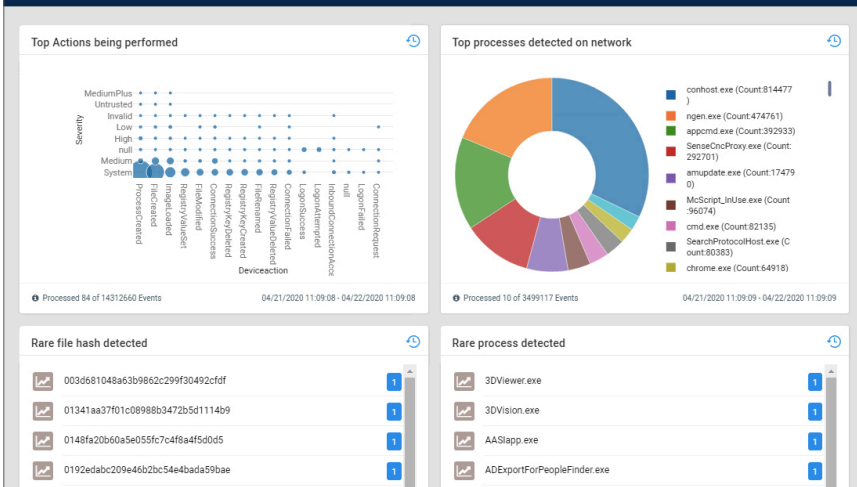 Top Actions being performed
MediumPlus
Untrusted
Invalid
Low
High
null
Medium
System
Severity
ProcessCreated
FileCreated
ImageLoaded
RegistryValueSet
FileModified
ConnectionSuccess
RegistryKeyDeleted
RegistryKeyCreated
FileRenamed
RegistryValueDeleted
ConnectionFailed
LogonSuccess
LogonAttempted
InboundConnectionAcce
null
LogonFailed
ConnectionRequest
Deviceaction
Processed 84 of 14312660 Events
04/21/2020 11:09:08 - 04/22/2020 11:09:08
Top processes detected on network
conhost.exe (Count:814477
)
ngen.exe (Count:474761)
appcmd.exe (Count:392933)
SenseCncProxy.exe (Count:
292701)
amupdate.exe (Count:17479
0)
McScript_InUse.exe (Count
:96074)
cmd.exe (Count:82135)
SearchProtocolHost.exe (C
ount:80383)
chrome.exe (Count:64918)
Processed 10 of 3499117 Events
04/21/2020 11:09:09 - 04/22/2020 11:09:09
Rare file hash detected
003d681048a63b9862c299f30492cfdf
1
01341aa37f01c08988b3472b5d1114b9
1
0148fa20b60a5e055fc7c4f8a4f5d0d5
1
0192edabc209e46b2bc54e4bada59bae
1
Rare process detected
3DViewer.exe
1
3DVision.exe
1
AASIapp.exe
1
ADExportForPeopleFinder.exe
1